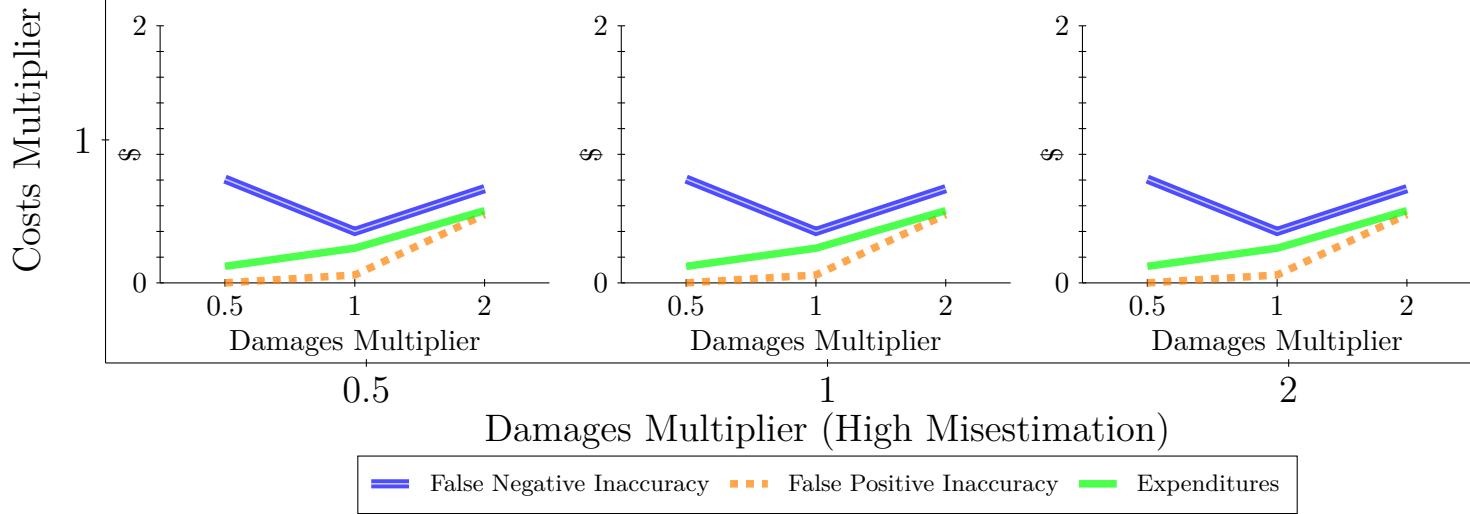 Costs Multiplier
1
2
$
0
0.5 1 2
Damages Multiplier
2
$
0
0.5 1 2
Damages Multiplier
2
$
0
0.5 1 2
Damages Multiplier
0.5 1 2
Damages Multiplier (High Misestimation)
False Negative Inaccuracy False Positive Inaccuracy Expenditures